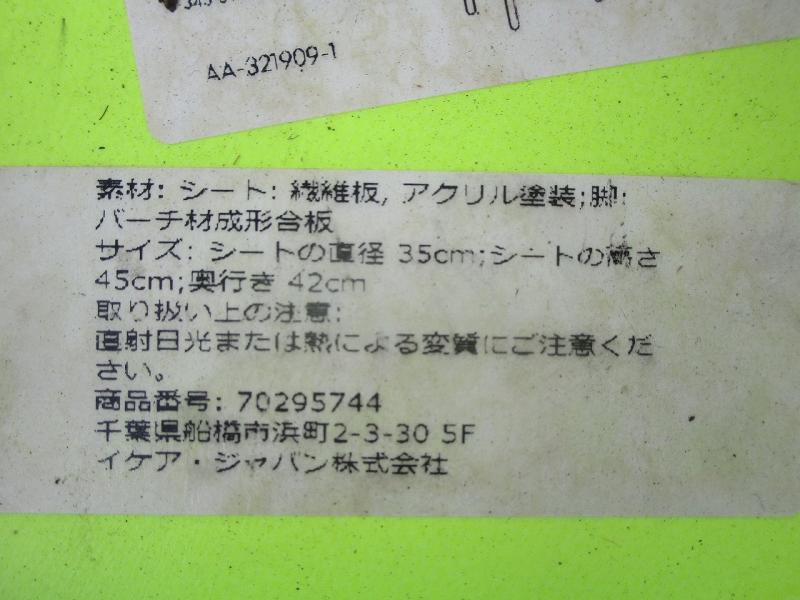 AA-321909-1
素材: シート: 繊維板, アクリル塗装;脚:
バーチ材成形合板
サイズ: シートの直径 35cm;シートの高さ
45cm;奥行き 42cm
取り扱い上の注意:
直射日光または熱による変質にご注意くだ
さい。
商品番号: 70295744
千葉県船橋市浜町2-3-30 5F
イケア・ジャパン株式会社